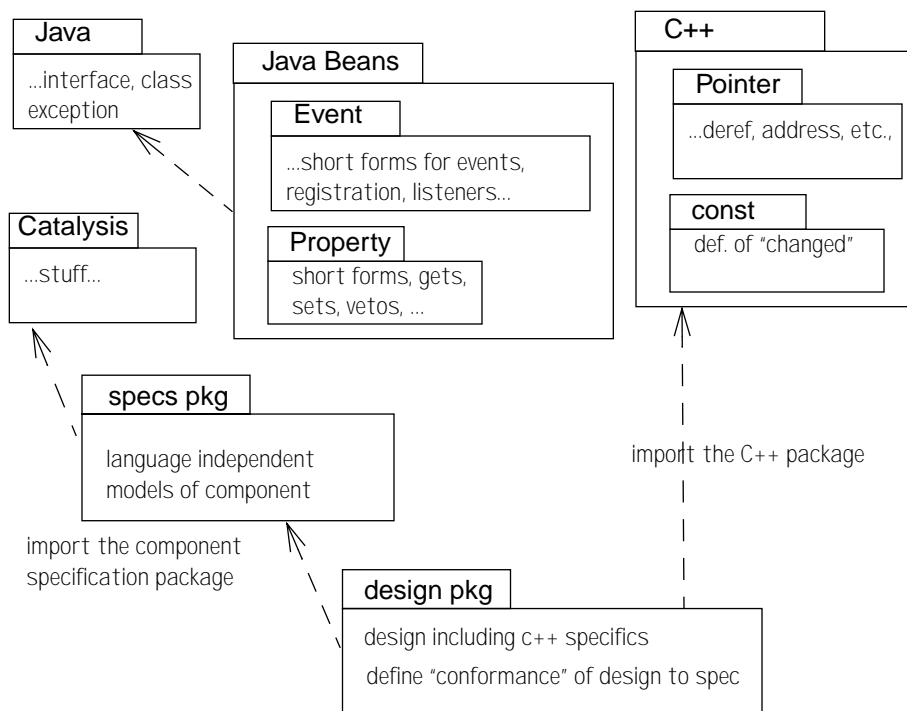 Java
...interface, class
exception
Java Beans
Event
...short forms for events,
registration, listeners...
Property
short forms, gets,
sets, vetos, ...
C++
Pointer
...deref, address, etc.,
const
def. of “changed”
Catalysis
...stuff...
specs pkg
language independent
models of component
import the C++ package
import the component
specification package
design pkg
design including c++ specifics
define “conformance” of design to spec